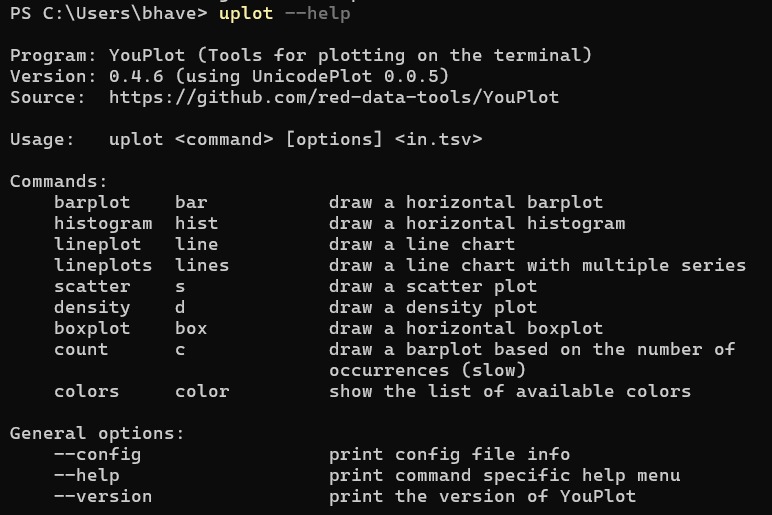 PS C:\Users\bhave> uplot --help
Program: YouPlot (Tools for plotting on the terminal)
Version: 0.4.6 (using UnicodePlot 0.0.5)
Source:  https://github.com/red-data-tools/YouPlot
Usage:   uplot <command> [options] <in.tsv>
Commands:
    barplot    bar           draw a horizontal barplot
    histogram  hist          draw a horizontal histogram
    lineplot   line          draw a line chart
    lineplots  lines         draw a line chart with multiple series
    scatter    s             draw a scatter plot
    density    d             draw a density plot
    boxplot    box           draw a horizontal boxplot
    count      c             draw a barplot based on the number of
                             occurrences (slow)
    colors     color         show the list of available colors
General options:
    --config                 print config file info
    --help                   print command specific help menu
    --version                print the version of YouPlot